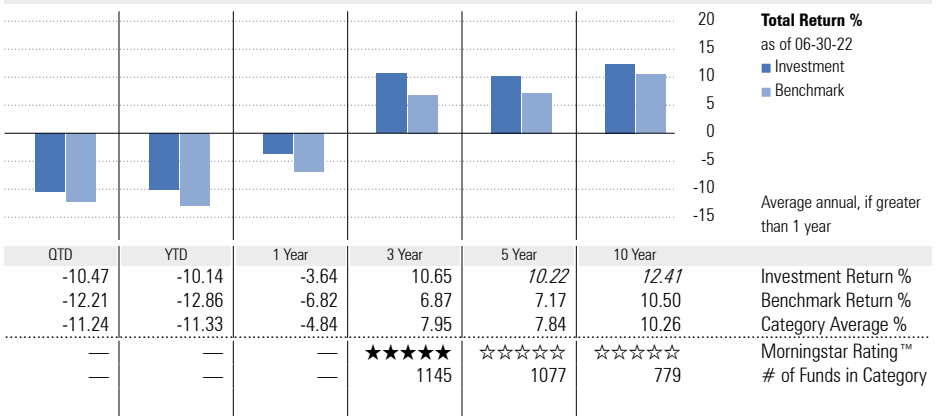 20
15
10
5
0
-5
-10
-15
Total Return %
as of 06-30-22
Investment
Benchmark
Average annual, if greater
than 1 year
QTD YTD 1 Year 3 Year 5 Year 10 Year
-10.47 -10.14 -3.64 10.65 10.22 12.41 Investment Return %
-12.21 -12.86 -6.82 6.87 7.17 10.50 Benchmark Return %
-11.24 -11.33 -4.84 7.95 7.84 10.26 Category Average %
— — — ★★★★★ ☆☆☆☆☆ ☆☆☆☆☆ Morningstar Rating™
— — — 1145 1077 779 # of Funds in Category